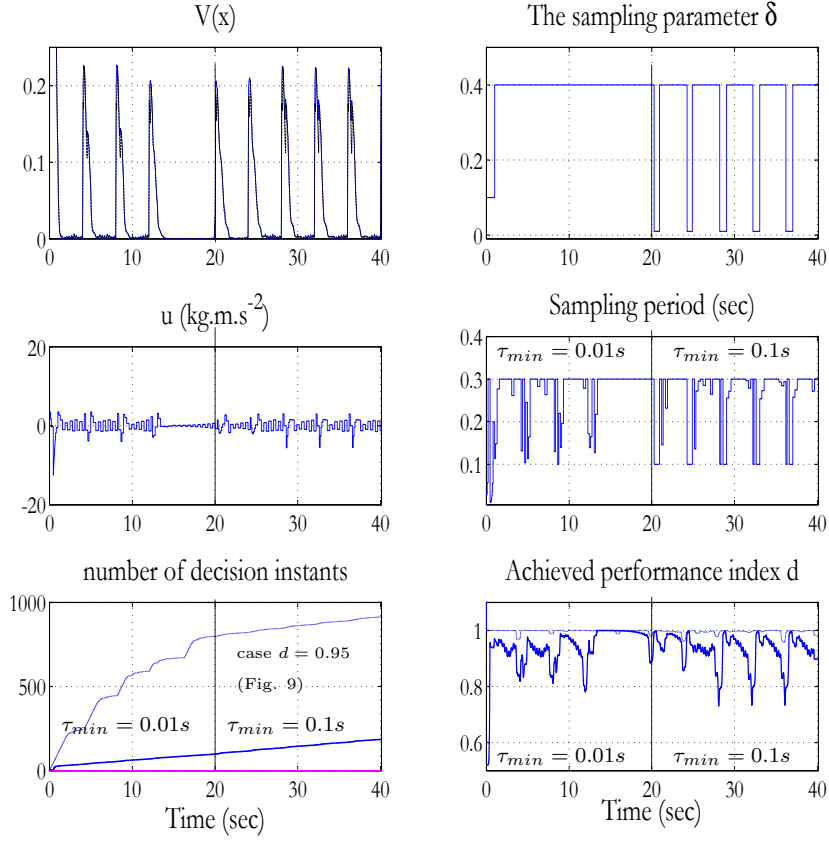 V(x)
0.2
0.1
0
0 10 20 30 40
The sampling parameter δ
0.4
0.2
0
0 10 20 30 40
u (kg.m.s⁻²)
20
0
-20
0 10 20 30 40
Sampling period (sec)
0.4
0.3
0.2
0.1
τ_min = 0.01s
τ_min = 0.1s
0 10 20 30 40
number of decision instants
1000
500
0
case d = 0.95
(Fig. 9)
τ_min = 0.01s
τ_min = 0.1s
0 10 20 30 40
Time (sec)
Achieved performance index d
1
0.8
0.6
τ_min = 0.01s
τ_min = 0.1s
0 10 20 30 40
Time (sec)